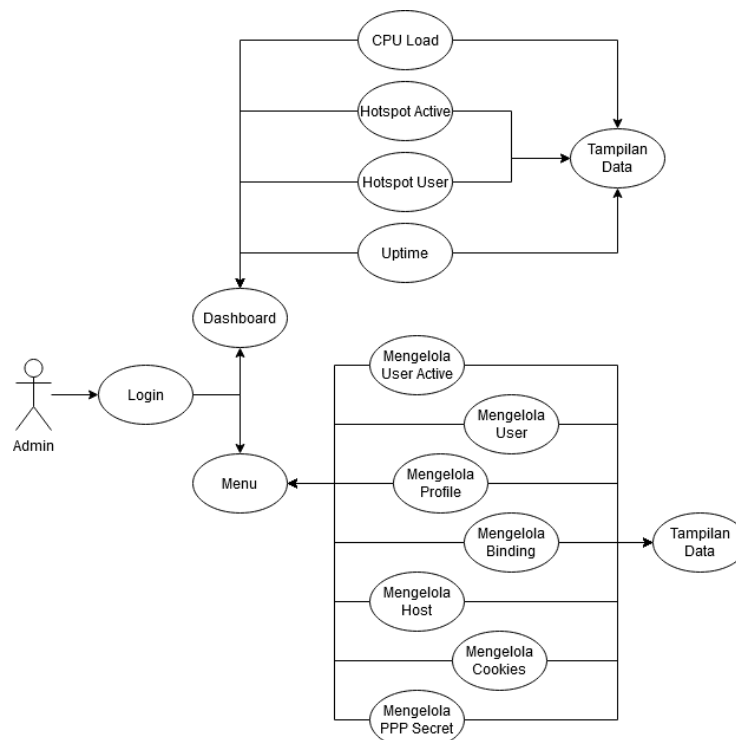 CPU Load
Hotspot Active
Tampilan
Data
Hotspot User
Uptime
Dashboard
Mengelola
User Active
Login
Admin
Mengelola
User
Menu
Mengelola
Profile
Mengelola
Binding
Tampilan
Data
Mengelola
Host
Mengelola
Cookies
Mengelola
PPP Secret